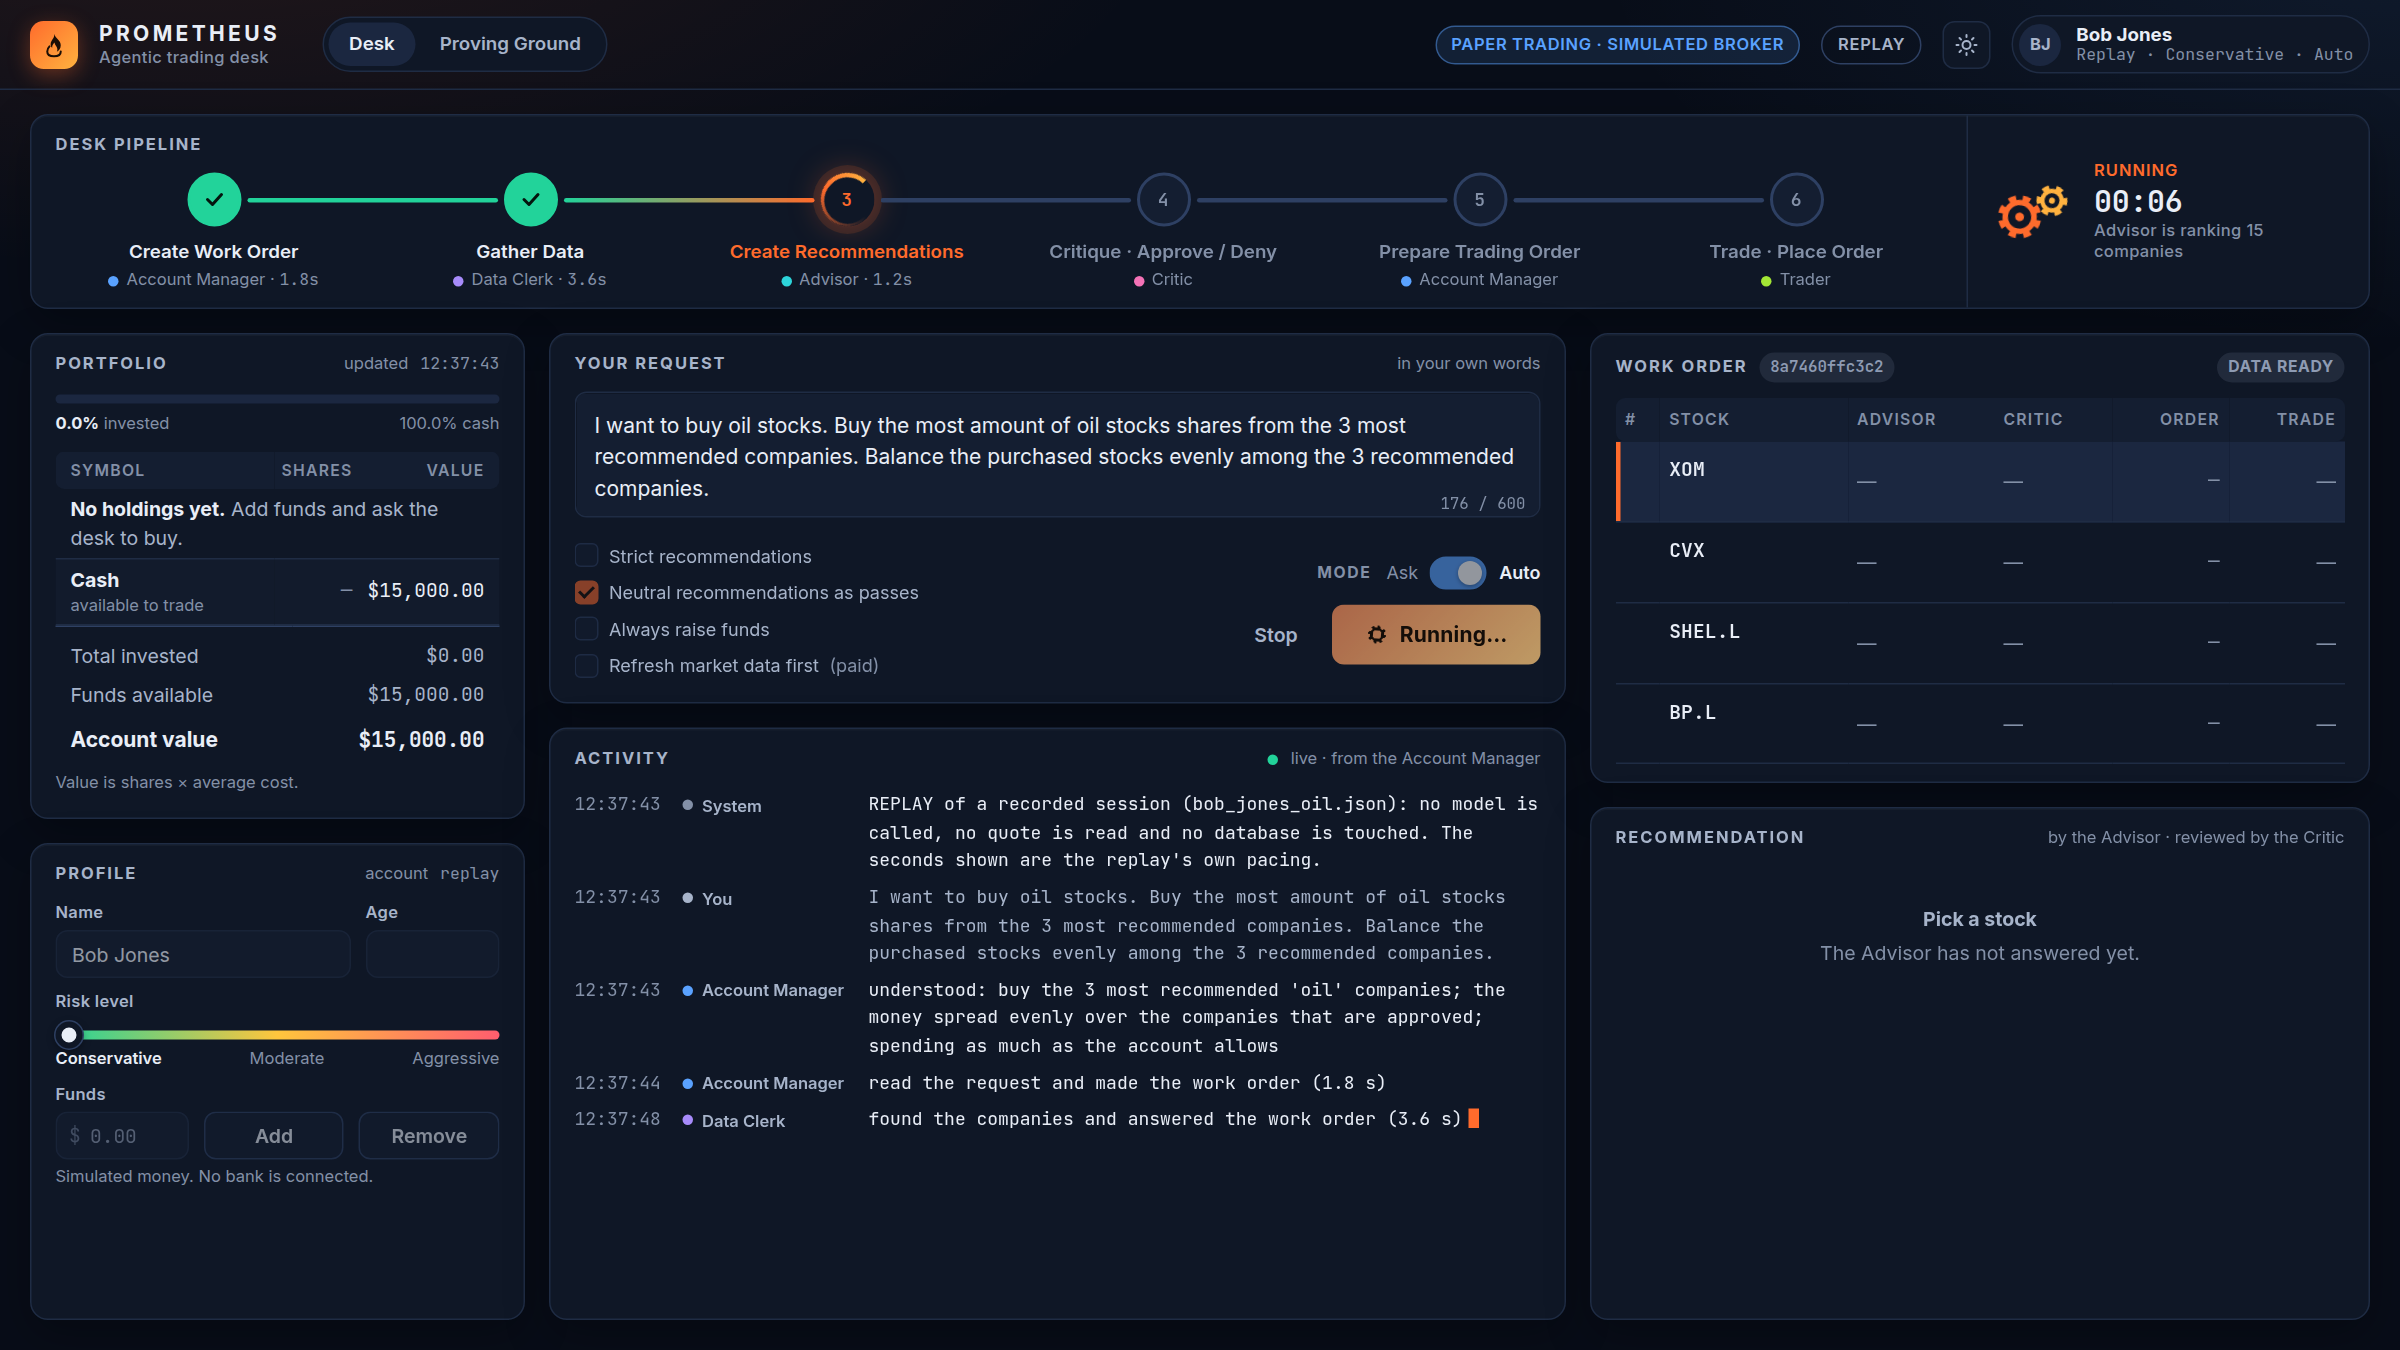 PROMETHEUS
Agentic trading desk
Desk
Proving Ground
PAPER TRADING · SIMULATED BROKER
REPLAY
BJ
Bob Jones
Replay · Conservative · Auto
DESK PIPELINE
3
4
5
6
Create Work Order
Gather Data
Create Recommendations
Critique · Approve / Deny
Prepare Trading Order
Trade · Place Order
Account Manager · 1.8s
Data Clerk · 3.6s
Advisor · 1.2s
Critic
Account Manager
Trader
RUNNING
00:06
Advisor is ranking 15
companies
PORTFOLIO
updated 12:37:43
0.0% invested
100.0% cash
SYMBOL
SHARES
VALUE
No holdings yet. Add funds and ask the
desk to buy.
Cash
available to trade
– $15,000.00
Total invested
$0.00
Funds available
$15,000.00
Account value
$15,000.00
Value is shares × average cost.
PROFILE
account replay
Name
Age
Bob Jones
Risk level
Conservative
Moderate
Aggressive
Funds
$ 0.00
Add
Remove
Simulated money. No bank is connected.
YOUR REQUEST
in your own words
I want to buy oil stocks. Buy the most amount of oil stocks shares from the 3 most
recommended companies. Balance the purchased stocks evenly among the 3 recommended
companies.
176 / 600
Strict recommendations
Neutral recommendations as passes
Always raise funds
Refresh market data first (paid)
MODE Ask Auto
Stop
Running...
ACTIVITY
live · from the Account Manager
12:37:43 System REPLAY of a recorded session (bob_jones_oil.json): no model is
called, no quote is read and no database is touched. The
seconds shown are the replay's own pacing.
12:37:43 You I want to buy oil stocks. Buy the most amount of oil stocks
shares from the 3 most recommended companies. Balance the
purchased stocks evenly among the 3 recommended companies.
12:37:43 Account Manager understood: buy the 3 most recommended 'oil' companies; the
money spread evenly over the companies that are approved;
spending as much as the account allows
12:37:44 Account Manager read the request and made the work order (1.8 s)
12:37:48 Data Clerk found the companies and answered the work order (3.6 s)
WORK ORDER
8a7460ffc3c2
DATA READY
# STOCK ADVISOR CRITIC ORDER TRADE
XOM — — – —
CVX — — – —
SHEL.L — — – —
BP.L — — – —
RECOMMENDATION
by the Advisor · reviewed by the Critic
Pick a stock
The Advisor has not answered yet.